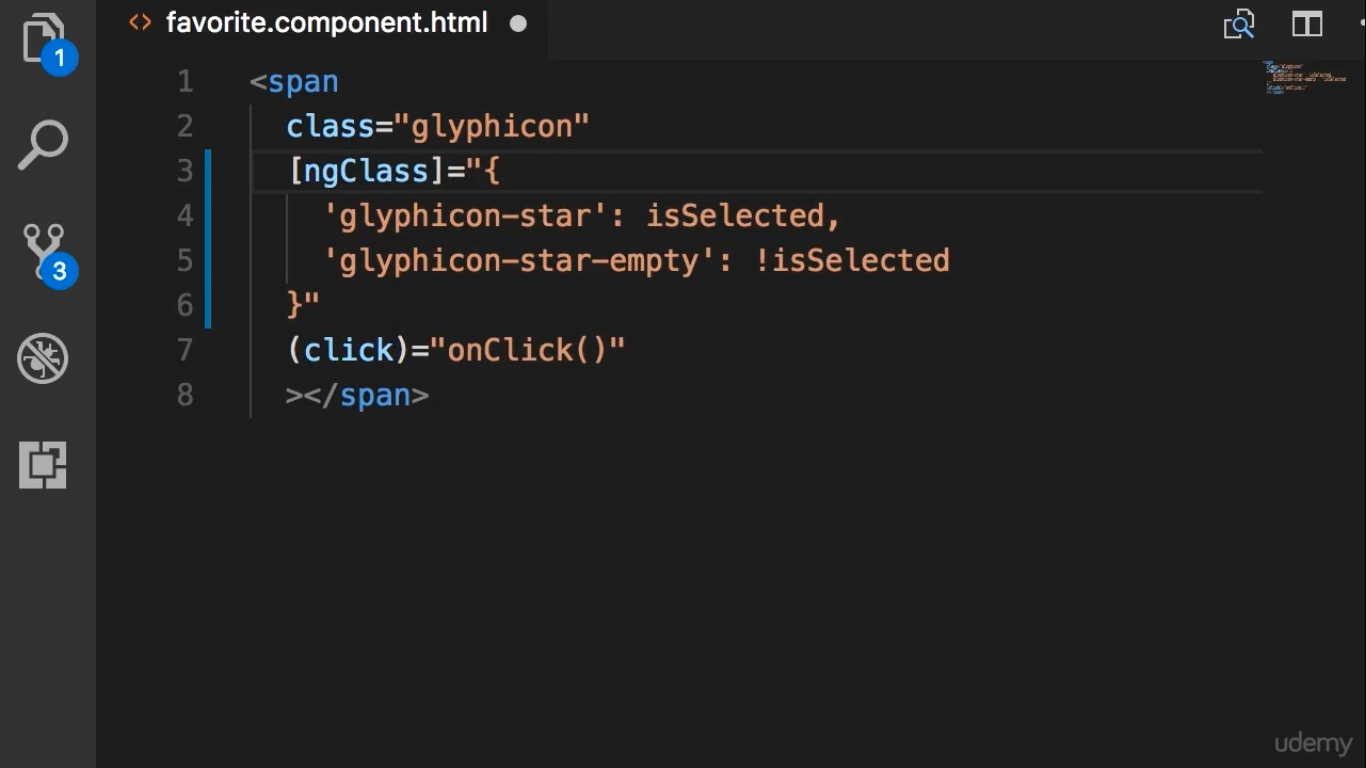 favorite.component.html
1
3
1 <span
2 class="glyphicon"
3 [ngClass]="{
4 'glyphicon-star': isSelected,
5 'glyphicon-star-empty': !isSelected
6 }"
7 (click)="onClick()"
8 ></span>
udemy